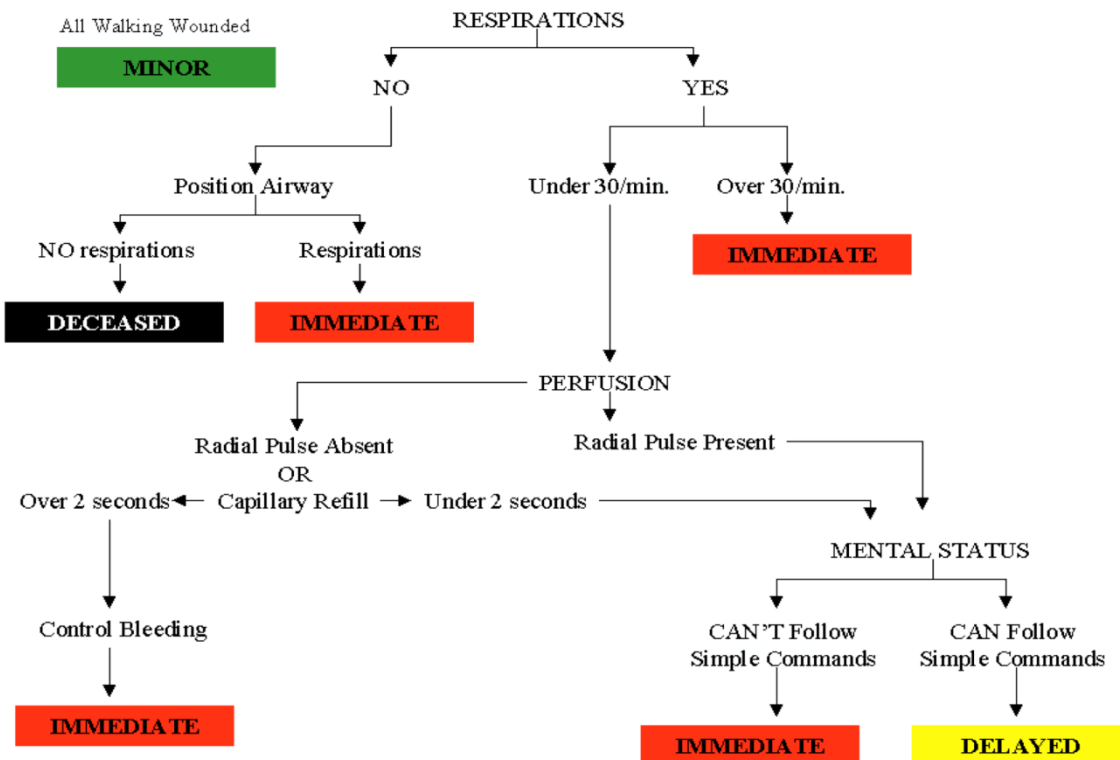 All Walking Wounded
MINOR
RESPIRATIONS
NO
YES
Position Airway
Under 30/min.
Over 30/min.
NO respirations
Respirations
IMMEDIATE
DECEASED
IMMEDIATE
PERFUSION
Radial Pulse Absent
OR
Radial Pulse Present
Over 2 seconds
Capillary Refill
Under 2 seconds
MENTAL STATUS
Control Bleeding
CAN'T Follow
Simple Commands
CAN Follow
Simple Commands
IMMEDIATE
IMMEDIATE
DELAYED